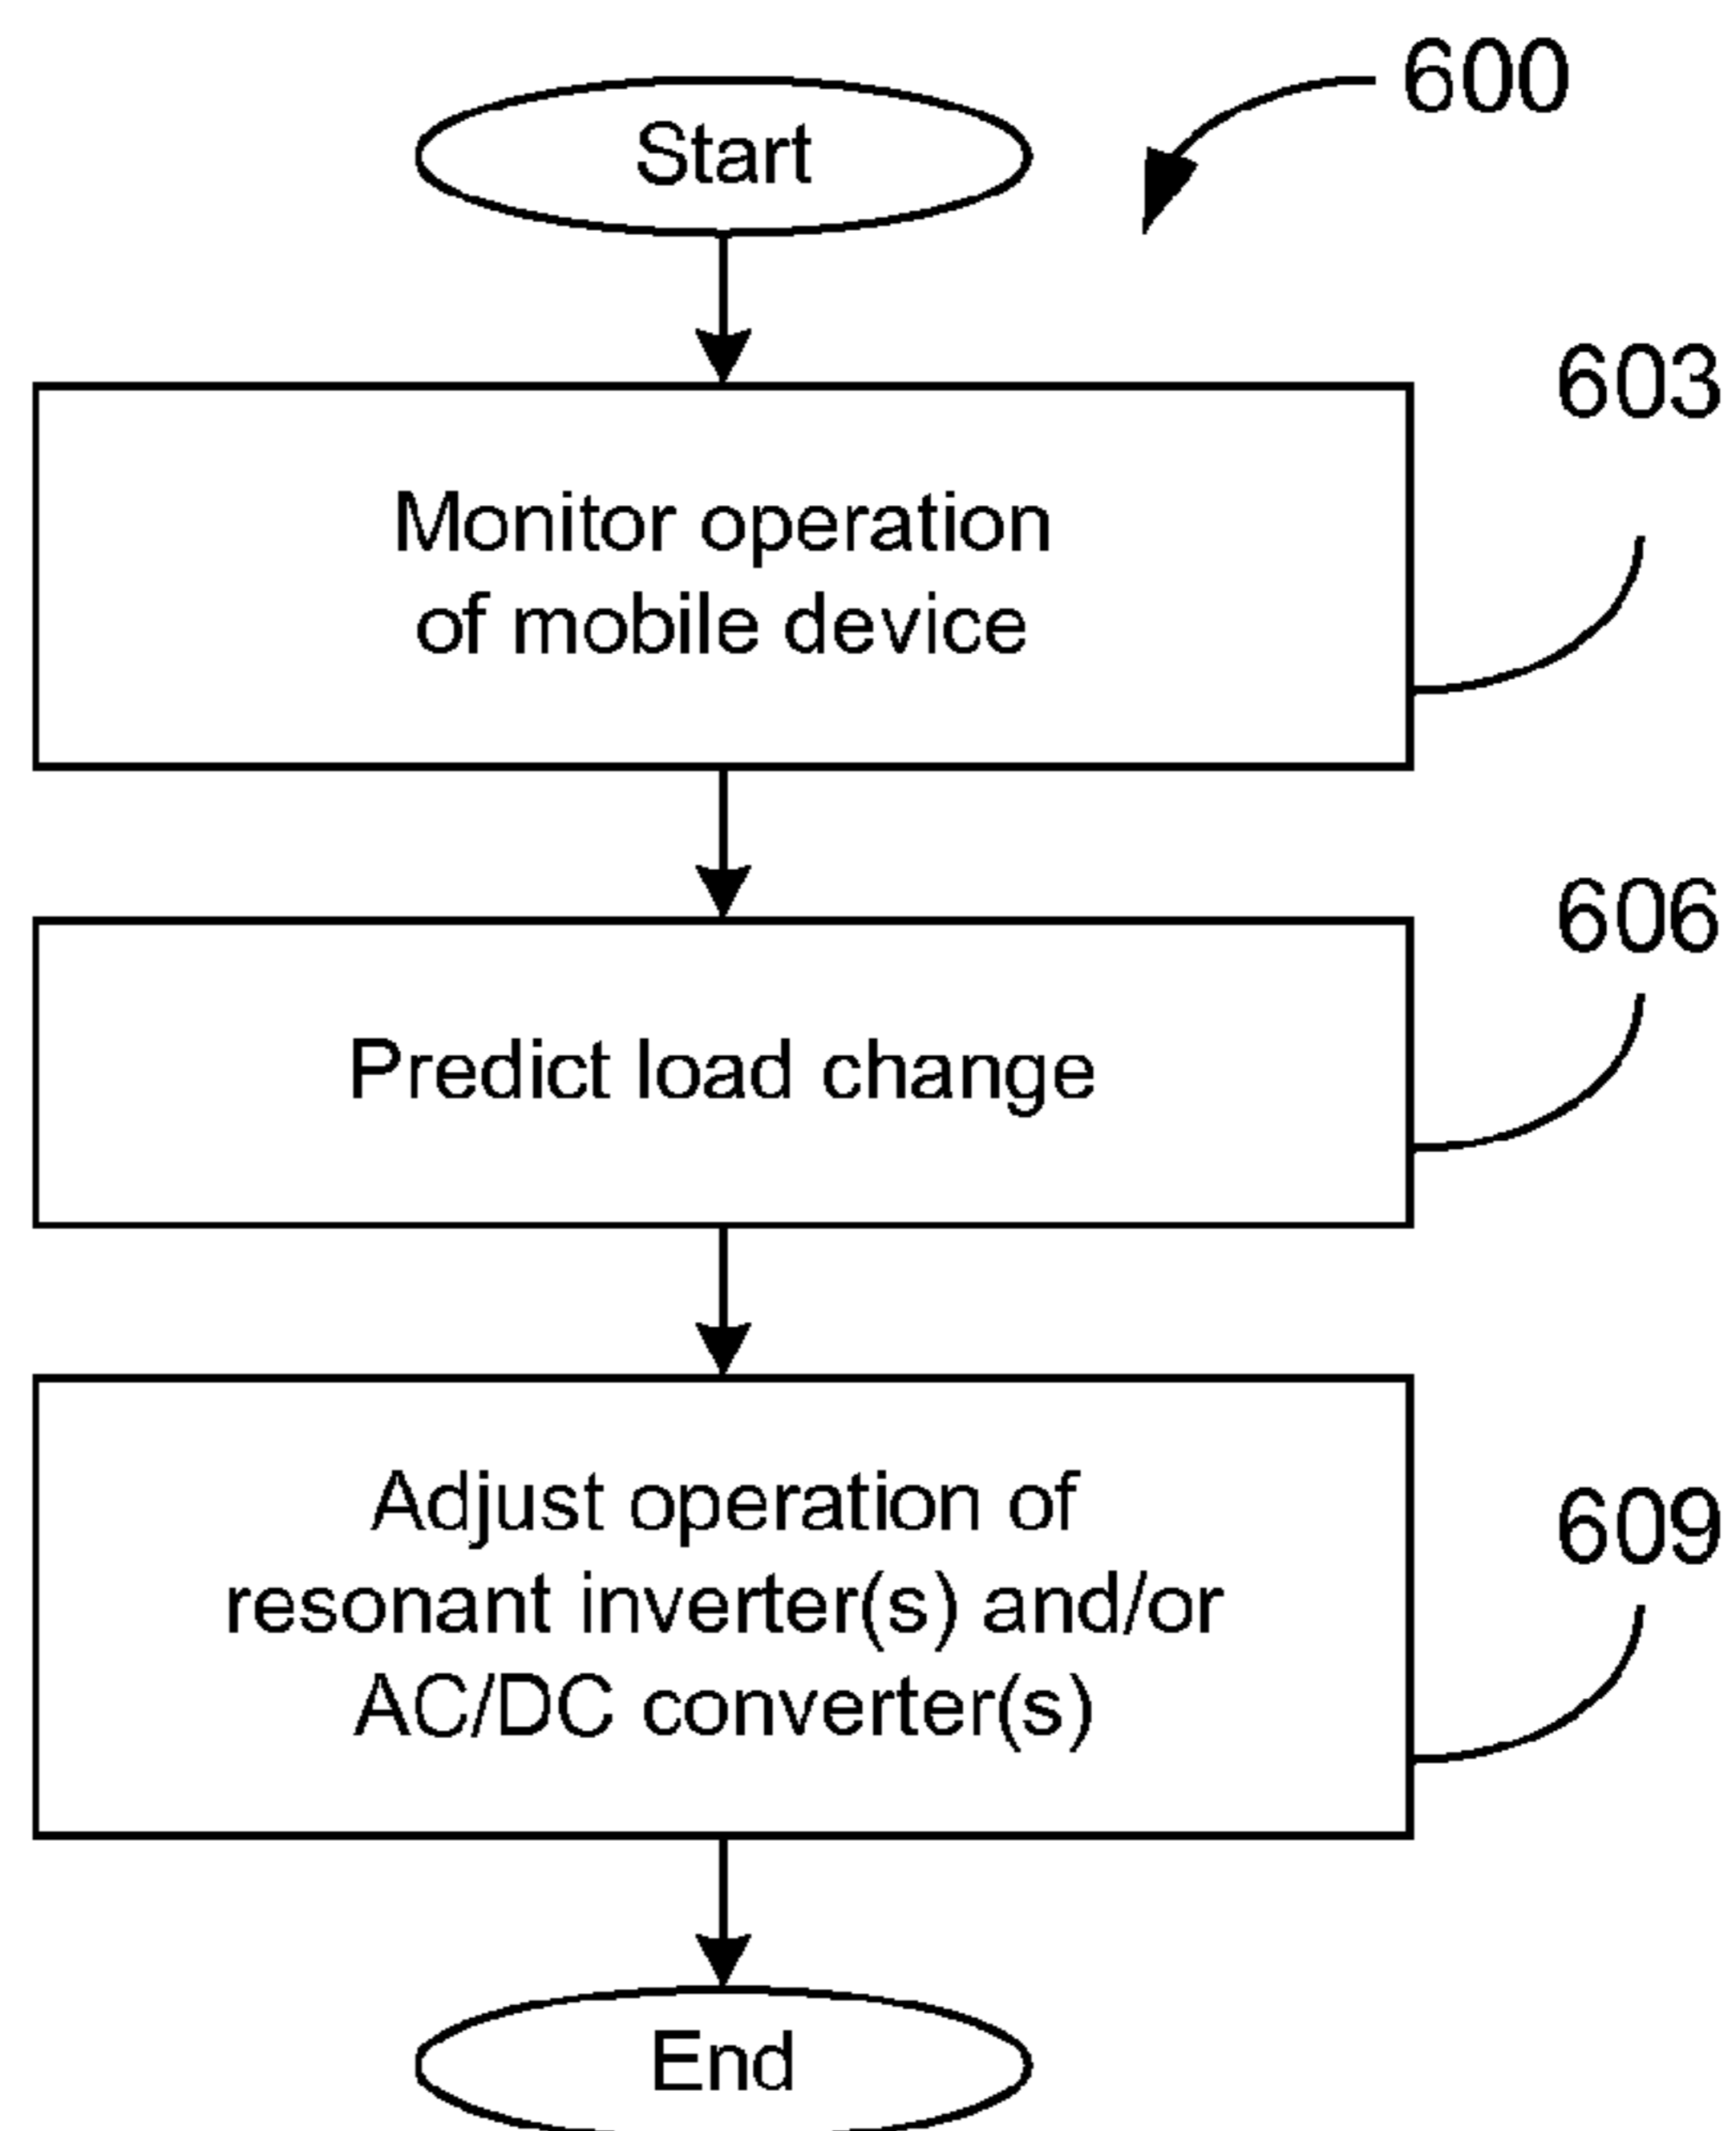 600
Start
603
Monitor operation
of mobile device
606
Predict load change
609
Adjust operation of
resonant inverter(s) and/or
AC/DC converter(s)
End